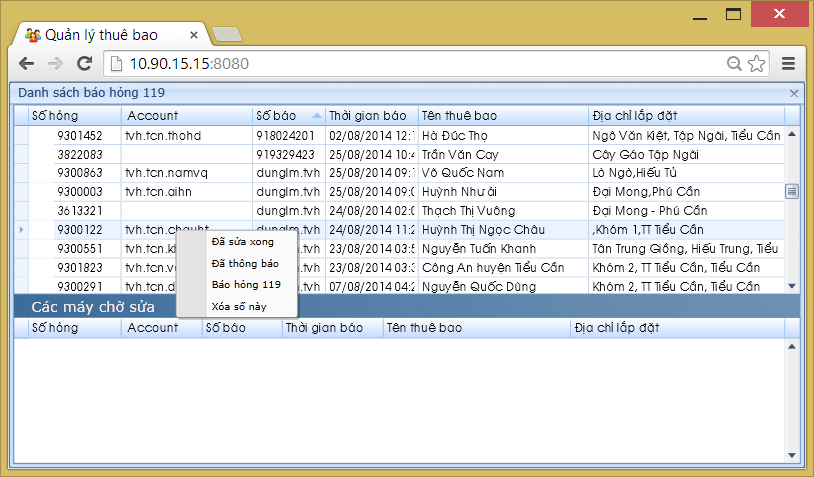 Quản lý thuê bao
10.90.15.15:8080
Danh sách báo hỏng 119
Số hỏng Account Số báo Thời gian báo Tên thuê bao Địa chỉ lắp đặt
9301452 tvh.tcn.thohd 918024201 02/08/2014 12:1 Hà Đúc Thọ Ngô Văn Kiệt, Tập Ngãi, Tiểu Cần
3822083 919329423 25/08/2014 10:4 Trần Văn Cay Cây Gáo Tập Ngãi
9300863 tvh.tcn.namvq dunglm.tvh 25/08/2014 09:1 Võ Quốc Nam Lò Ngò,Hiếu Tủ
9300003 tvh.tcn.aihn dunglm.tvh 25/08/2014 09:0 Huỳnh Như ái Đại Mong,Phú Cần
3613321 dunglm.tvh 24/08/2014 02:0 Thạch Thị Vuông Đại Mong - Phú Cần
9300122 tvh.tcn.chauht dunglm.tvh 24/08/2014 11:2 Huỳnh Thị Ngọc Châu ,Khóm 1,TT Tiểu Cần
9300551 tvh.tcn.k m.tvh 23/08/2014 03:5 Nguyễn Tuấn Khanh Tân Trung Giồng, Hiếu Trung, Tiểu
9301823 tvh.tcn.v m.tvh 23/08/2014 03:3 Công An huyện Tiểu Cần Khóm 2, TT Tiểu Cần, Tiểu Cần
9300291 tvh.tcn.d m.tvh 07/08/2014 04:2 Nguyễn Quốc Dũng Khóm 2, TT Tiểu Cần, Tiểu Cần
Đã sửa xong
Đã thông báo
Báo hỏng 119
Xóa số này
Các máy chờ sửa
Số hỏng Account Số báo Thời gian báo Tên thuê bao Địa chỉ lắp đặt